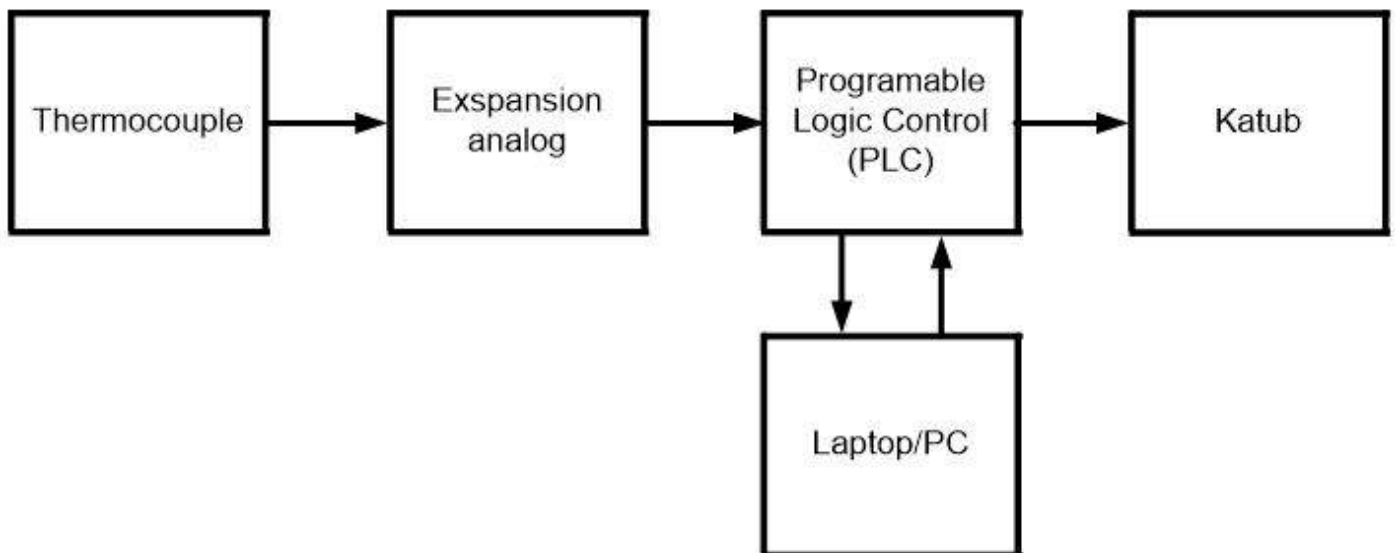 Thermocouple
Exspansion
analog
Programable
Logic Control
(PLC)
Katub
Laptop/PC